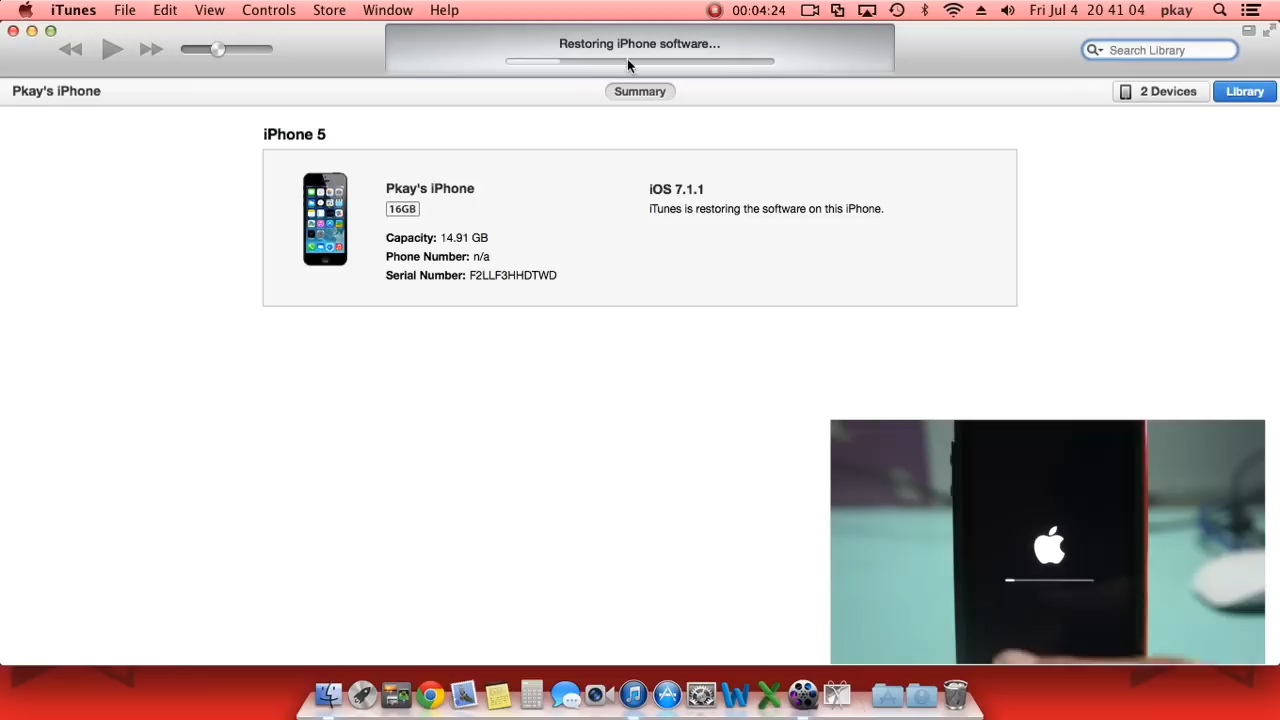 iTunes File Edit View Controls Store Window Help 00:04:24 Fri Jul 4 20 41 04 pkay
Restoring iPhone software...
Search Library
Pkay's iPhone Summary 2 Devices Library
iPhone 5
Pkay's iPhone
16GB
Capacity: 14.91 GB
Phone Number: n/a
Serial Number: F2LLF3HHDTWD
iOS 7.1.1
iTunes is restoring the software on this iPhone.